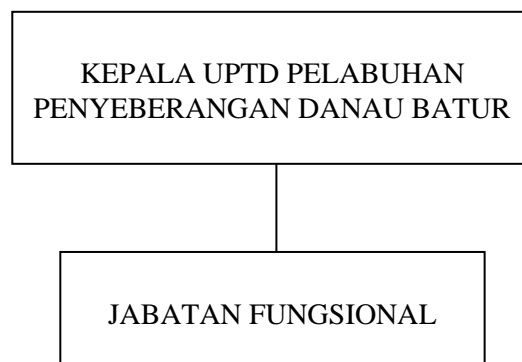 KEPALA UPTD PELABUHAN
PENYEBERANGAN DANAU BATUR
JABATAN FUNGSIONAL